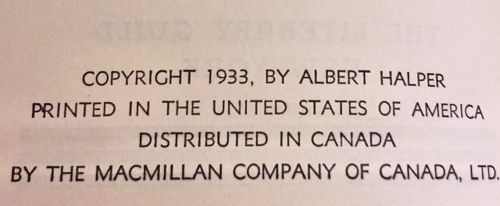 COPYRIGHT 1933, BY ALBERT HALPER
PRINTED IN THE UNITED STATES OF AMERICA
DISTRIBUTED IN CANADA
BY THE MACMILLAN COMPANY OF CANADA, LTD.